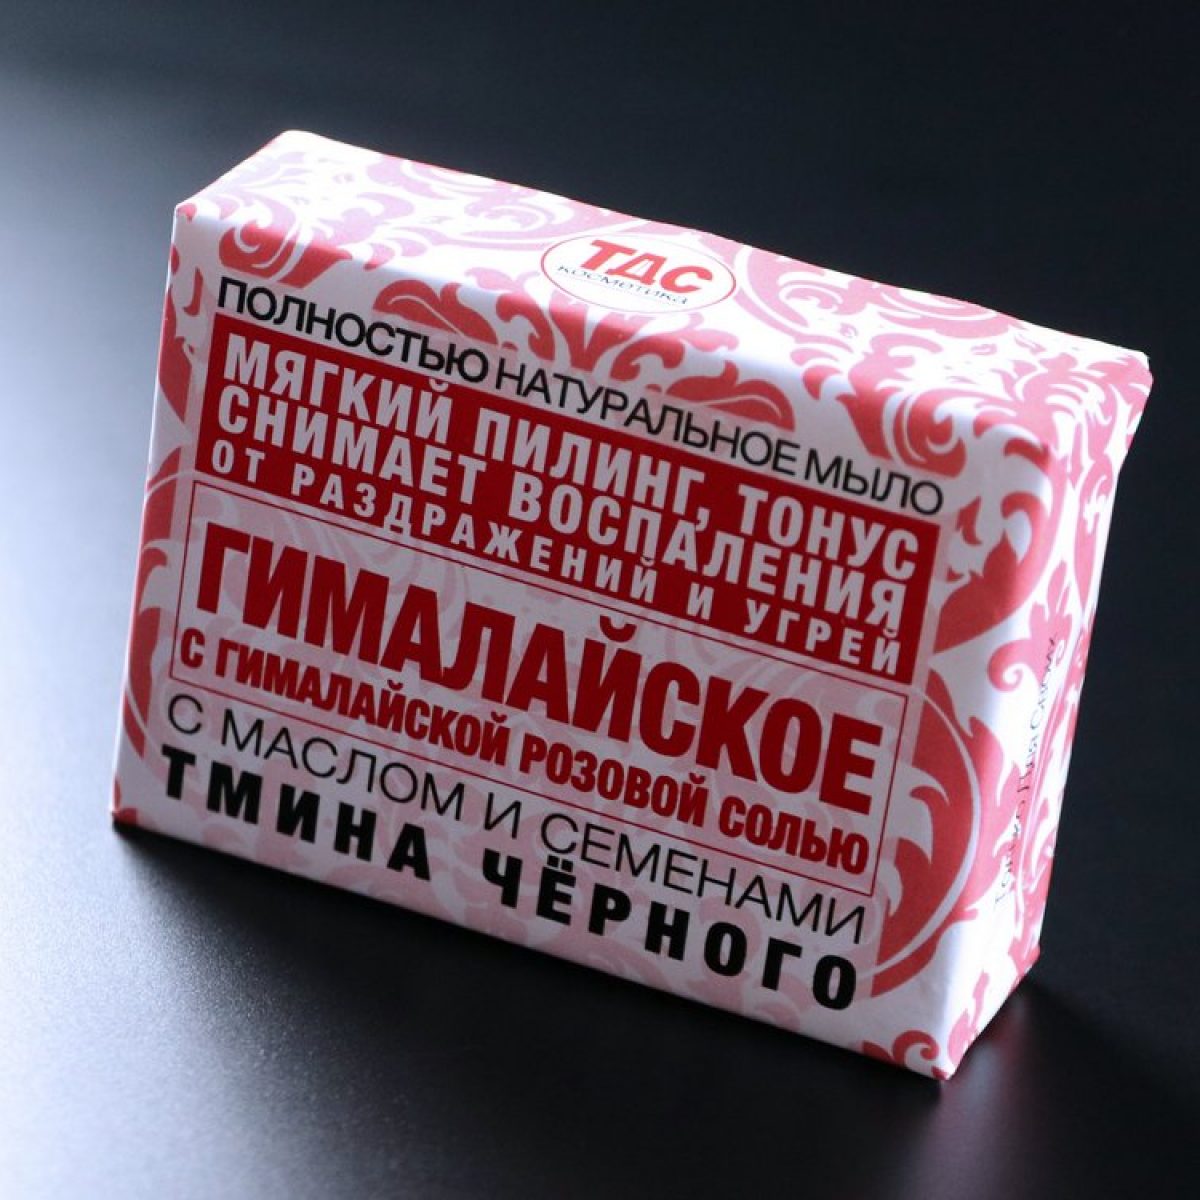 ТДС
косметика
ПОЛНОСТЬЮ НАТУРАЛЬНОЕ МЫЛО
МЯГКИЙ ПИЛИНГ, ТОНУС
СНИМАЕТ ВОСПАЛЕНИЯ
ОТ РАЗДРАЖЕНИЙ И УГРЕЙ
ГИМАЛАЙСКОЕ
С ГИМАЛАЙСКОЙ РОЗОВОЙ СОЛЬЮ
С МАСЛОМ И СЕМЕНАМИ
ТМИНА ЧЁРНОГО